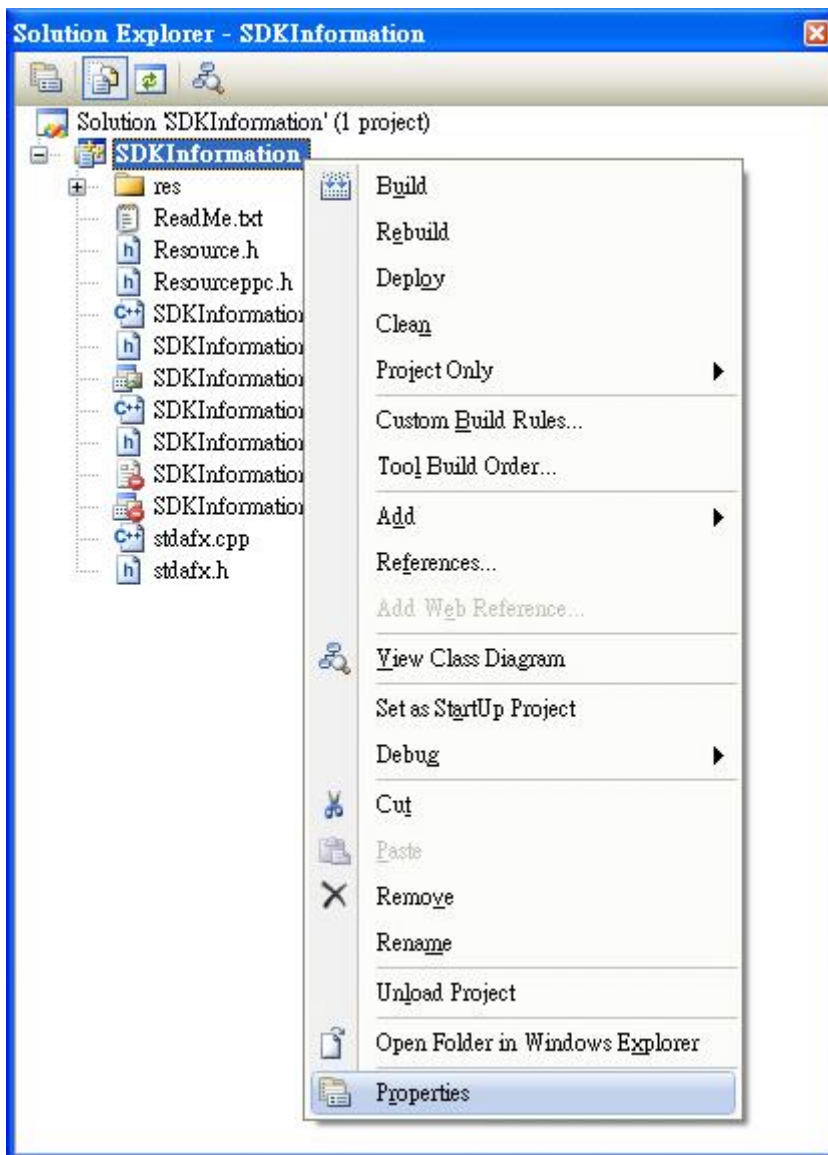 Solution Explorer - SDKInformation
Solution 'SDKInformation' (1 project)
SDKInformation
res
ReadMe.txt
Resource.h
Resourceppc.h
SDKInformation
SDKInformation
SDKInformation
SDKInformation
SDKInformation
SDKInformation
SDKInformation
stdafx.cpp
stdafx.h
Build
Rebuild
Deploy
Clean
Project Only
Custom Build Rules...
Tool Build Order...
Add
References...
Add Web Reference...
View Class Diagram
Set as StartUp Project
Debug
Cut
Paste
Remove
Rename
Unload Project
Open Folder in Windows Explorer
Properties